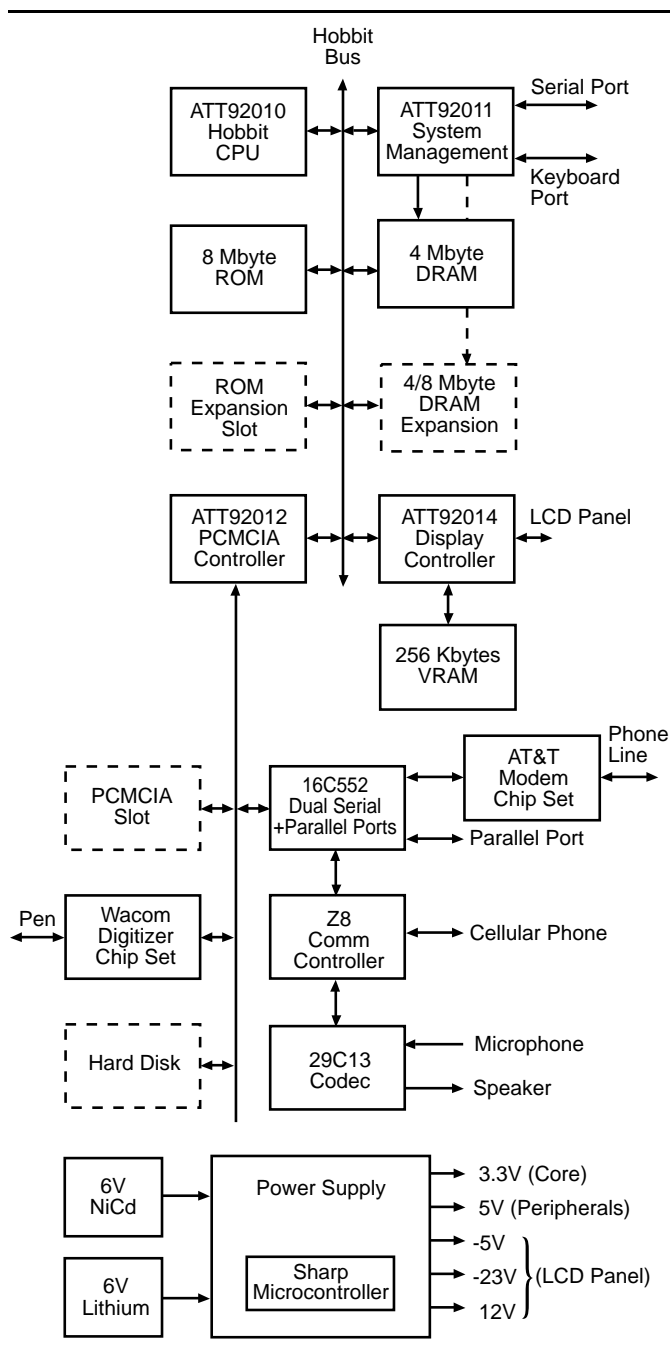 Hobbit
Bus
ATT92010
Hobbit
CPU
ATT92011
System
Management
Serial Port
Keyboard
Port
8 Mbyte
ROM
4 Mbyte
DRAM
ROM
Expansion
Slot
4/8 Mbyte
DRAM
Expansion
ATT92012
PCMCIA
Controller
ATT92014
Display
Controller
LCD Panel
256 Kbytes
VRAM
PCMCIA
Slot
16C552
Dual Serial
+Parallel Ports
AT&T
Modem
Chip Set
Phone
Line
Parallel Port
Pen
Wacom
Digitizer
Chip Set
Z8
Comm
Controller
Cellular Phone
Hard Disk
29C13
Codec
Microphone
Speaker
6V
NiCd
6V
Lithium
Power Supply
Sharp
Microcontroller
3.3V (Core)
5V (Peripherals)
-5V
-23V
12V
(LCD Panel)